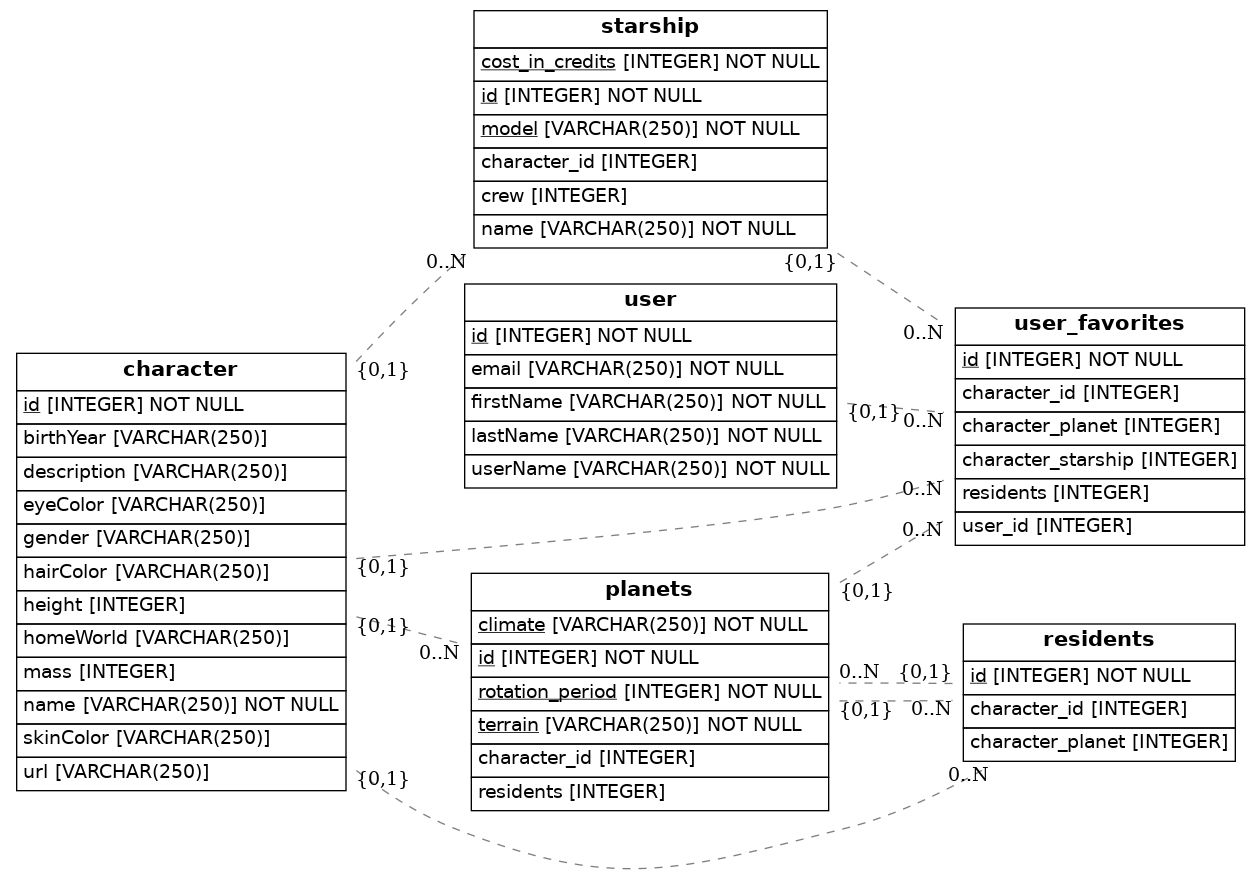 starship
cost_in_credits [INTEGER] NOT NULL
id [INTEGER] NOT NULL
model [VARCHAR(250)] NOT NULL
character_id [INTEGER]
crew [INTEGER]
name [VARCHAR(250)] NOT NULL
0..N
{0,1}
user
id [INTEGER] NOT NULL
email [VARCHAR(250)] NOT NULL
firstName [VARCHAR(250)] NOT NULL
lastName [VARCHAR(250)] NOT NULL
userName [VARCHAR(250)] NOT NULL
{0,1}
0..N
0..N
user_favorites
id [INTEGER] NOT NULL
character_id [INTEGER]
character_planet [INTEGER]
character_starship [INTEGER]
residents [INTEGER]
user_id [INTEGER]
0..N
0..N
character
id [INTEGER] NOT NULL
birthYear [VARCHAR(250)]
description [VARCHAR(250)]
eyeColor [VARCHAR(250)]
gender [VARCHAR(250)]
hairColor [VARCHAR(250)]
height [INTEGER]
homeWorld [VARCHAR(250)]
mass [INTEGER]
name [VARCHAR(250)] NOT NULL
skinColor [VARCHAR(250)]
url [VARCHAR(250)]
{0,1}
{0,1}
{0,1}
{0,1}
0..N
planets
climate [VARCHAR(250)] NOT NULL
id [INTEGER] NOT NULL
rotation_period [INTEGER] NOT NULL
terrain [VARCHAR(250)] NOT NULL
character_id [INTEGER]
residents [INTEGER]
{0,1}
0..N
{0,1}
{0,1}
0..N
residents
id [INTEGER] NOT NULL
character_id [INTEGER]
character_planet [INTEGER]
0..N